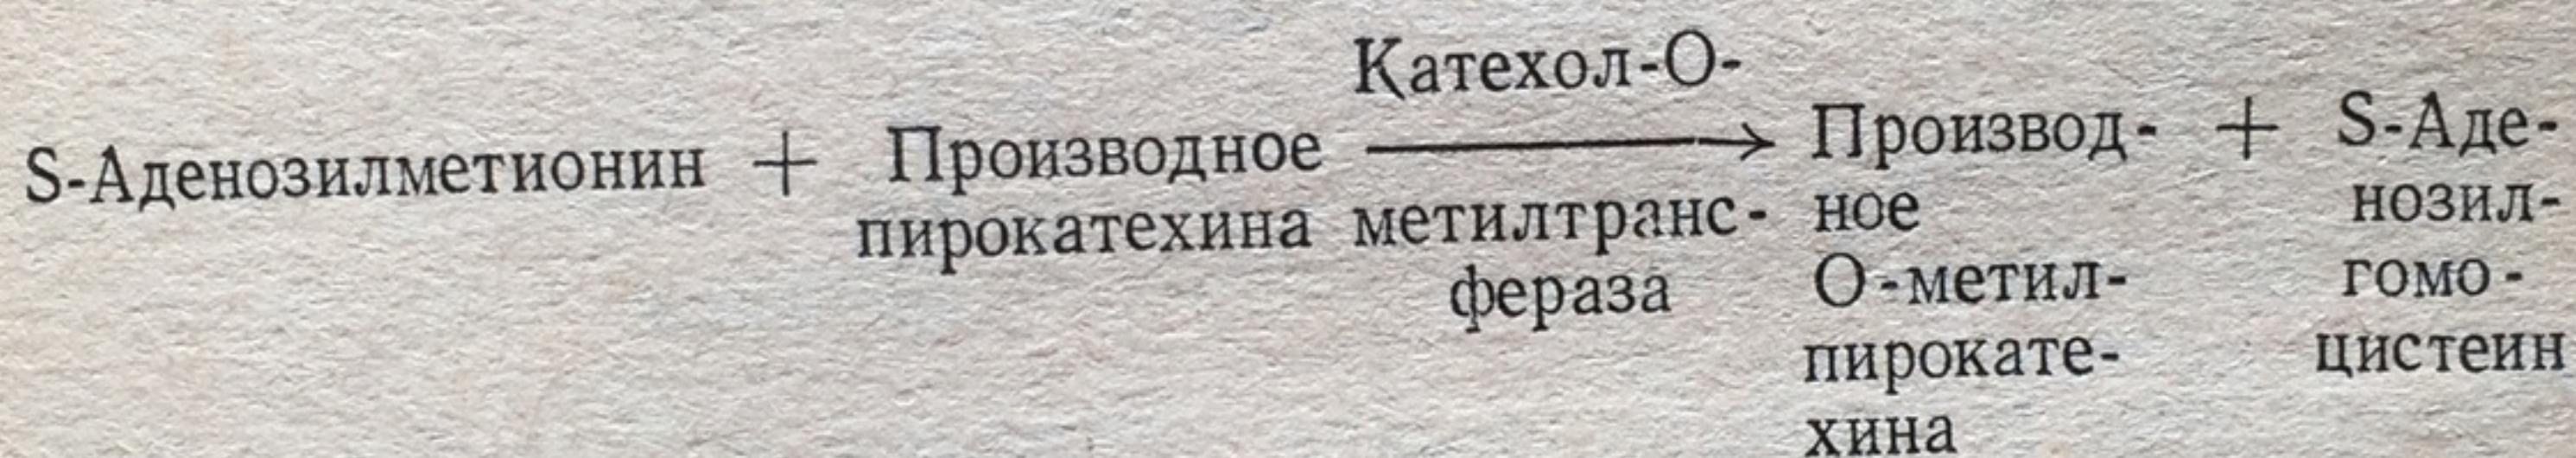 S-Аденозилметионин + Производное пирокатехина
Катехол-О-
метилтранс-
фераза
⟶
Производ-
ное
О-метил-
пирокате-
хина
+
S-Аде-
нозил-
гомо-
цистеин